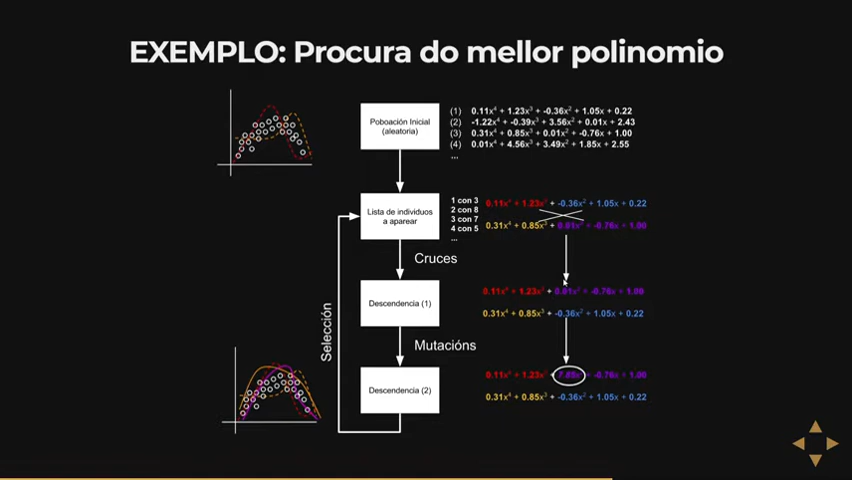 EXEMPLO: Procura do mellor polinomio
Poboación Inicial
(aleatoria)
(1) 0.11x⁴ + 1.23x³ + -0.36x² + 1.05x + 0.22
(2) -1.22x⁴ + -0.39x³ + 3.56x² + 0.01x + 2.43
(3) 0.31x⁴ + 0.85x³ + 0.01x² + -0.76x + 1.00
(4) 0.01x⁴ + 4.56x³ + 3.49x² + 1.85x + 2.55
...
Lista de individuos
a aparear
1 con 3
2 con 8
3 con 7
4 con 5
...
0.11x⁴ + 1.23x³ + -0.36x² + 1.05x + 0.22
0.31x⁴ + 0.85x³ + 0.01x² + -0.76x + 1.00
Cruces
Descendencia (1)
0.11x⁴ + 1.23x³ + 0.01x² + -0.76x + 1.00
0.31x⁴ + 0.85x³ + -0.36x² + 1.05x + 0.22
Selección
Mutacións
Descendencia (2)
0.11x⁴ + 1.23x³ + -0.76x + 1.00
0.31x⁴ + 0.85x³ + -0.36x² + 1.05x + 0.22